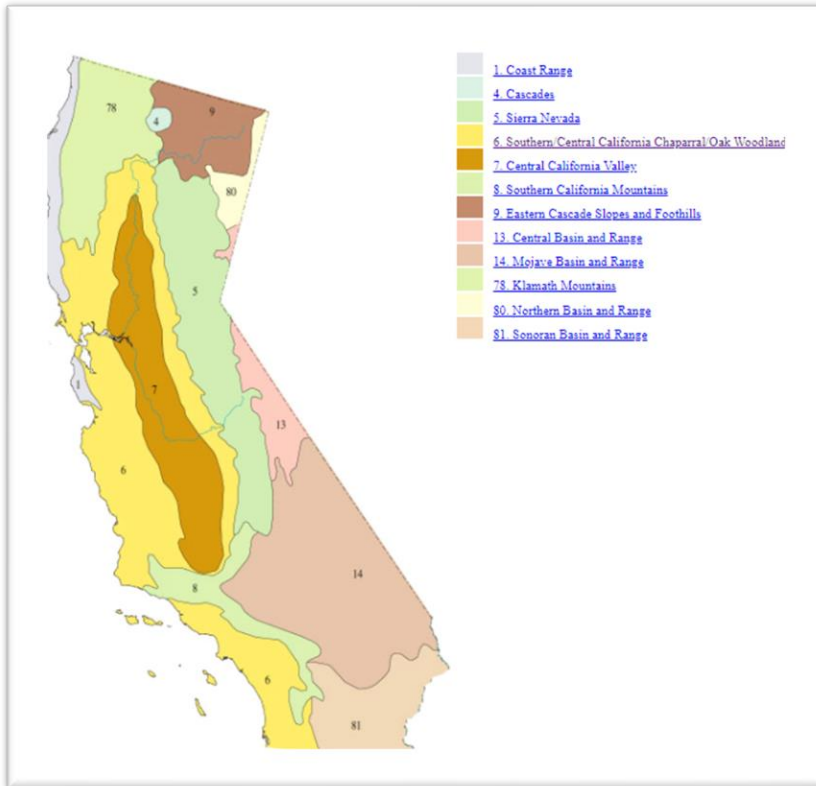 1. Coast Range
4. Cascades
5. Sierra Nevada
6. Southern/Central California Chaparral/Oak Woodland
7. Central California Valley
8. Southern California Mountains
9. Eastern Cascade Slopes and Foothills
13. Central Basin and Range
14. Mojave Basin and Range
78. Klamath Mountains
80. Northern Basin and Range
81. Sonoran Basin and Range
78
9
4
80
5
1
7
13
6
14
8
6
81